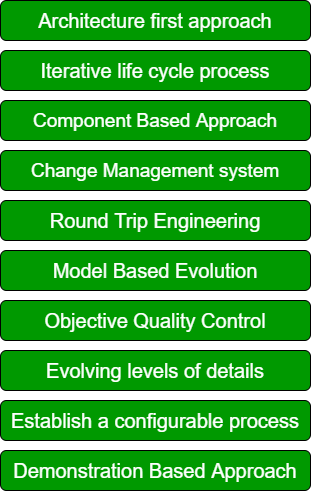 Architecture first approach
Iterative life cycle process
Component Based Approach
Change Management system
Round Trip Engineering
Model Based Evolution
Objective Quality Control
Evolving levels of details
Establish a configurable process
Demonstration Based Approach